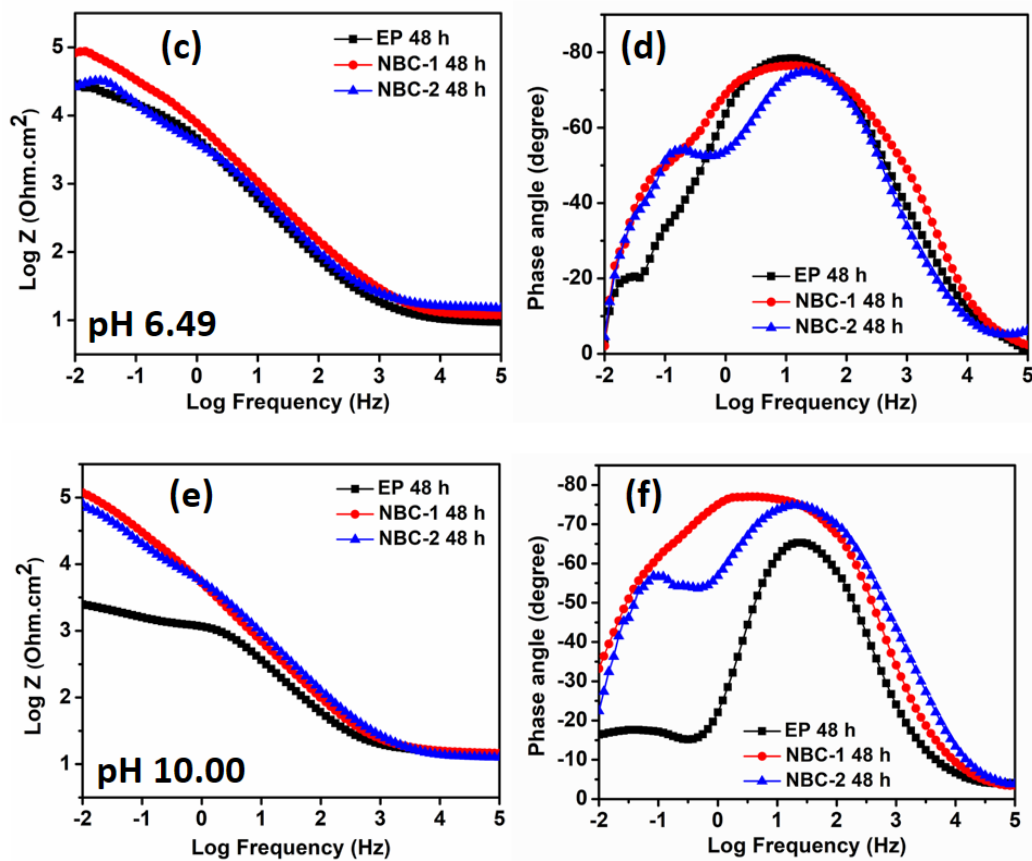 (c)
EP 48 h
NBC-1 48 h
NBC-2 48 h
Log Z (Ohm.cm2)
5
4
3
2
1
pH 6.49
-2 -1 0 1 2 3 4 5
Log Frequency (Hz)
(d)
Phase angle (degree)
-80
-60
-40
-20
0
EP 48 h
NBC-1 48 h
NBC-2 48 h
-2 -1 0 1 2 3 4 5
Log Frequency (Hz)
(e)
EP 48 h
NBC-1 48 h
NBC-2 48 h
Log Z (Ohm.cm2)
5
4
3
2
1
pH 10.00
-2 -1 0 1 2 3 4 5
Log Frequency (Hz)
(f)
Phase angle (degree)
-80
-70
-60
-50
-40
-30
-20
-10
0
EP 48 h
NBC-1 48 h
NBC-2 48 h
-2 -1 0 1 2 3 4 5
Log Frequency (Hz)